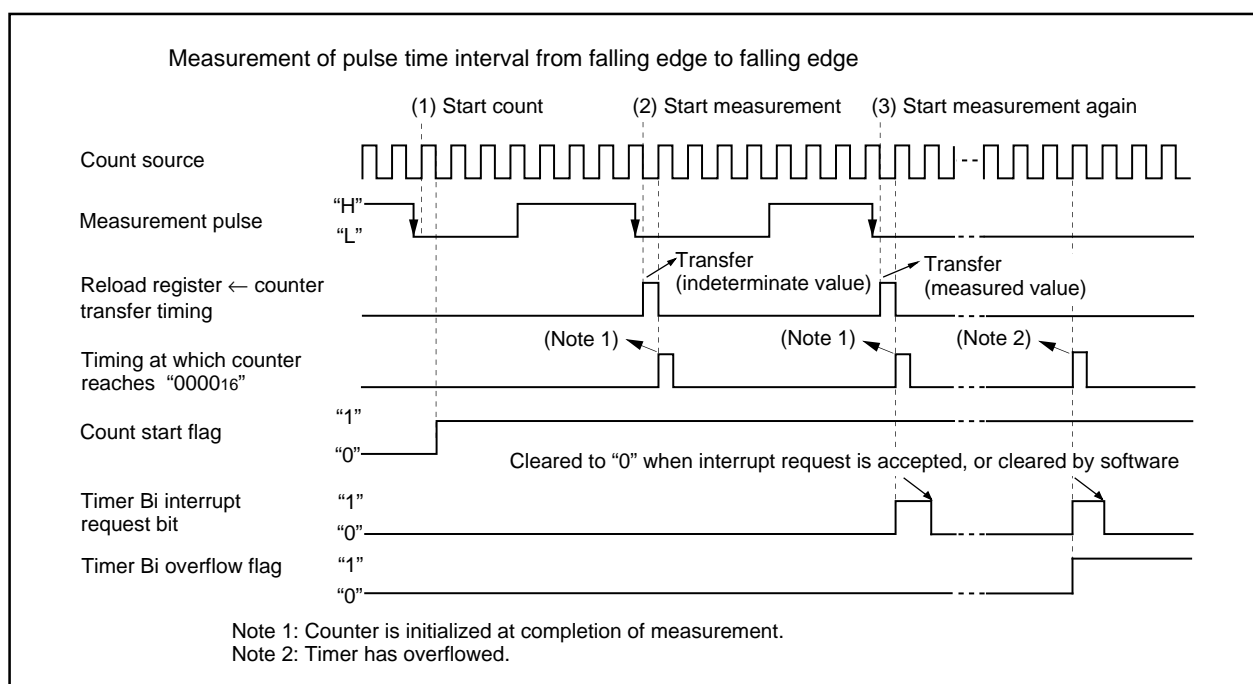 Measurement of pulse time interval from falling edge to falling edge
(1) Start count
(2) Start measurement
(3) Start measurement again
Count source
Measurement pulse
“H”
“L”
Reload register ← counter
transfer timing
Transfer
(indeterminate value)
Transfer
(measured value)
Timing at which counter
reaches “000016”
(Note 1)
(Note 1)
(Note 2)
Count start flag
“1”
“0”
Cleared to “0” when interrupt request is accepted, or cleared by software
Timer Bi interrupt
request bit
“1”
“0”
Timer Bi overflow flag
“1”
“0”
Note 1: Counter is initialized at completion of measurement.
Note 2: Timer has overflowed.